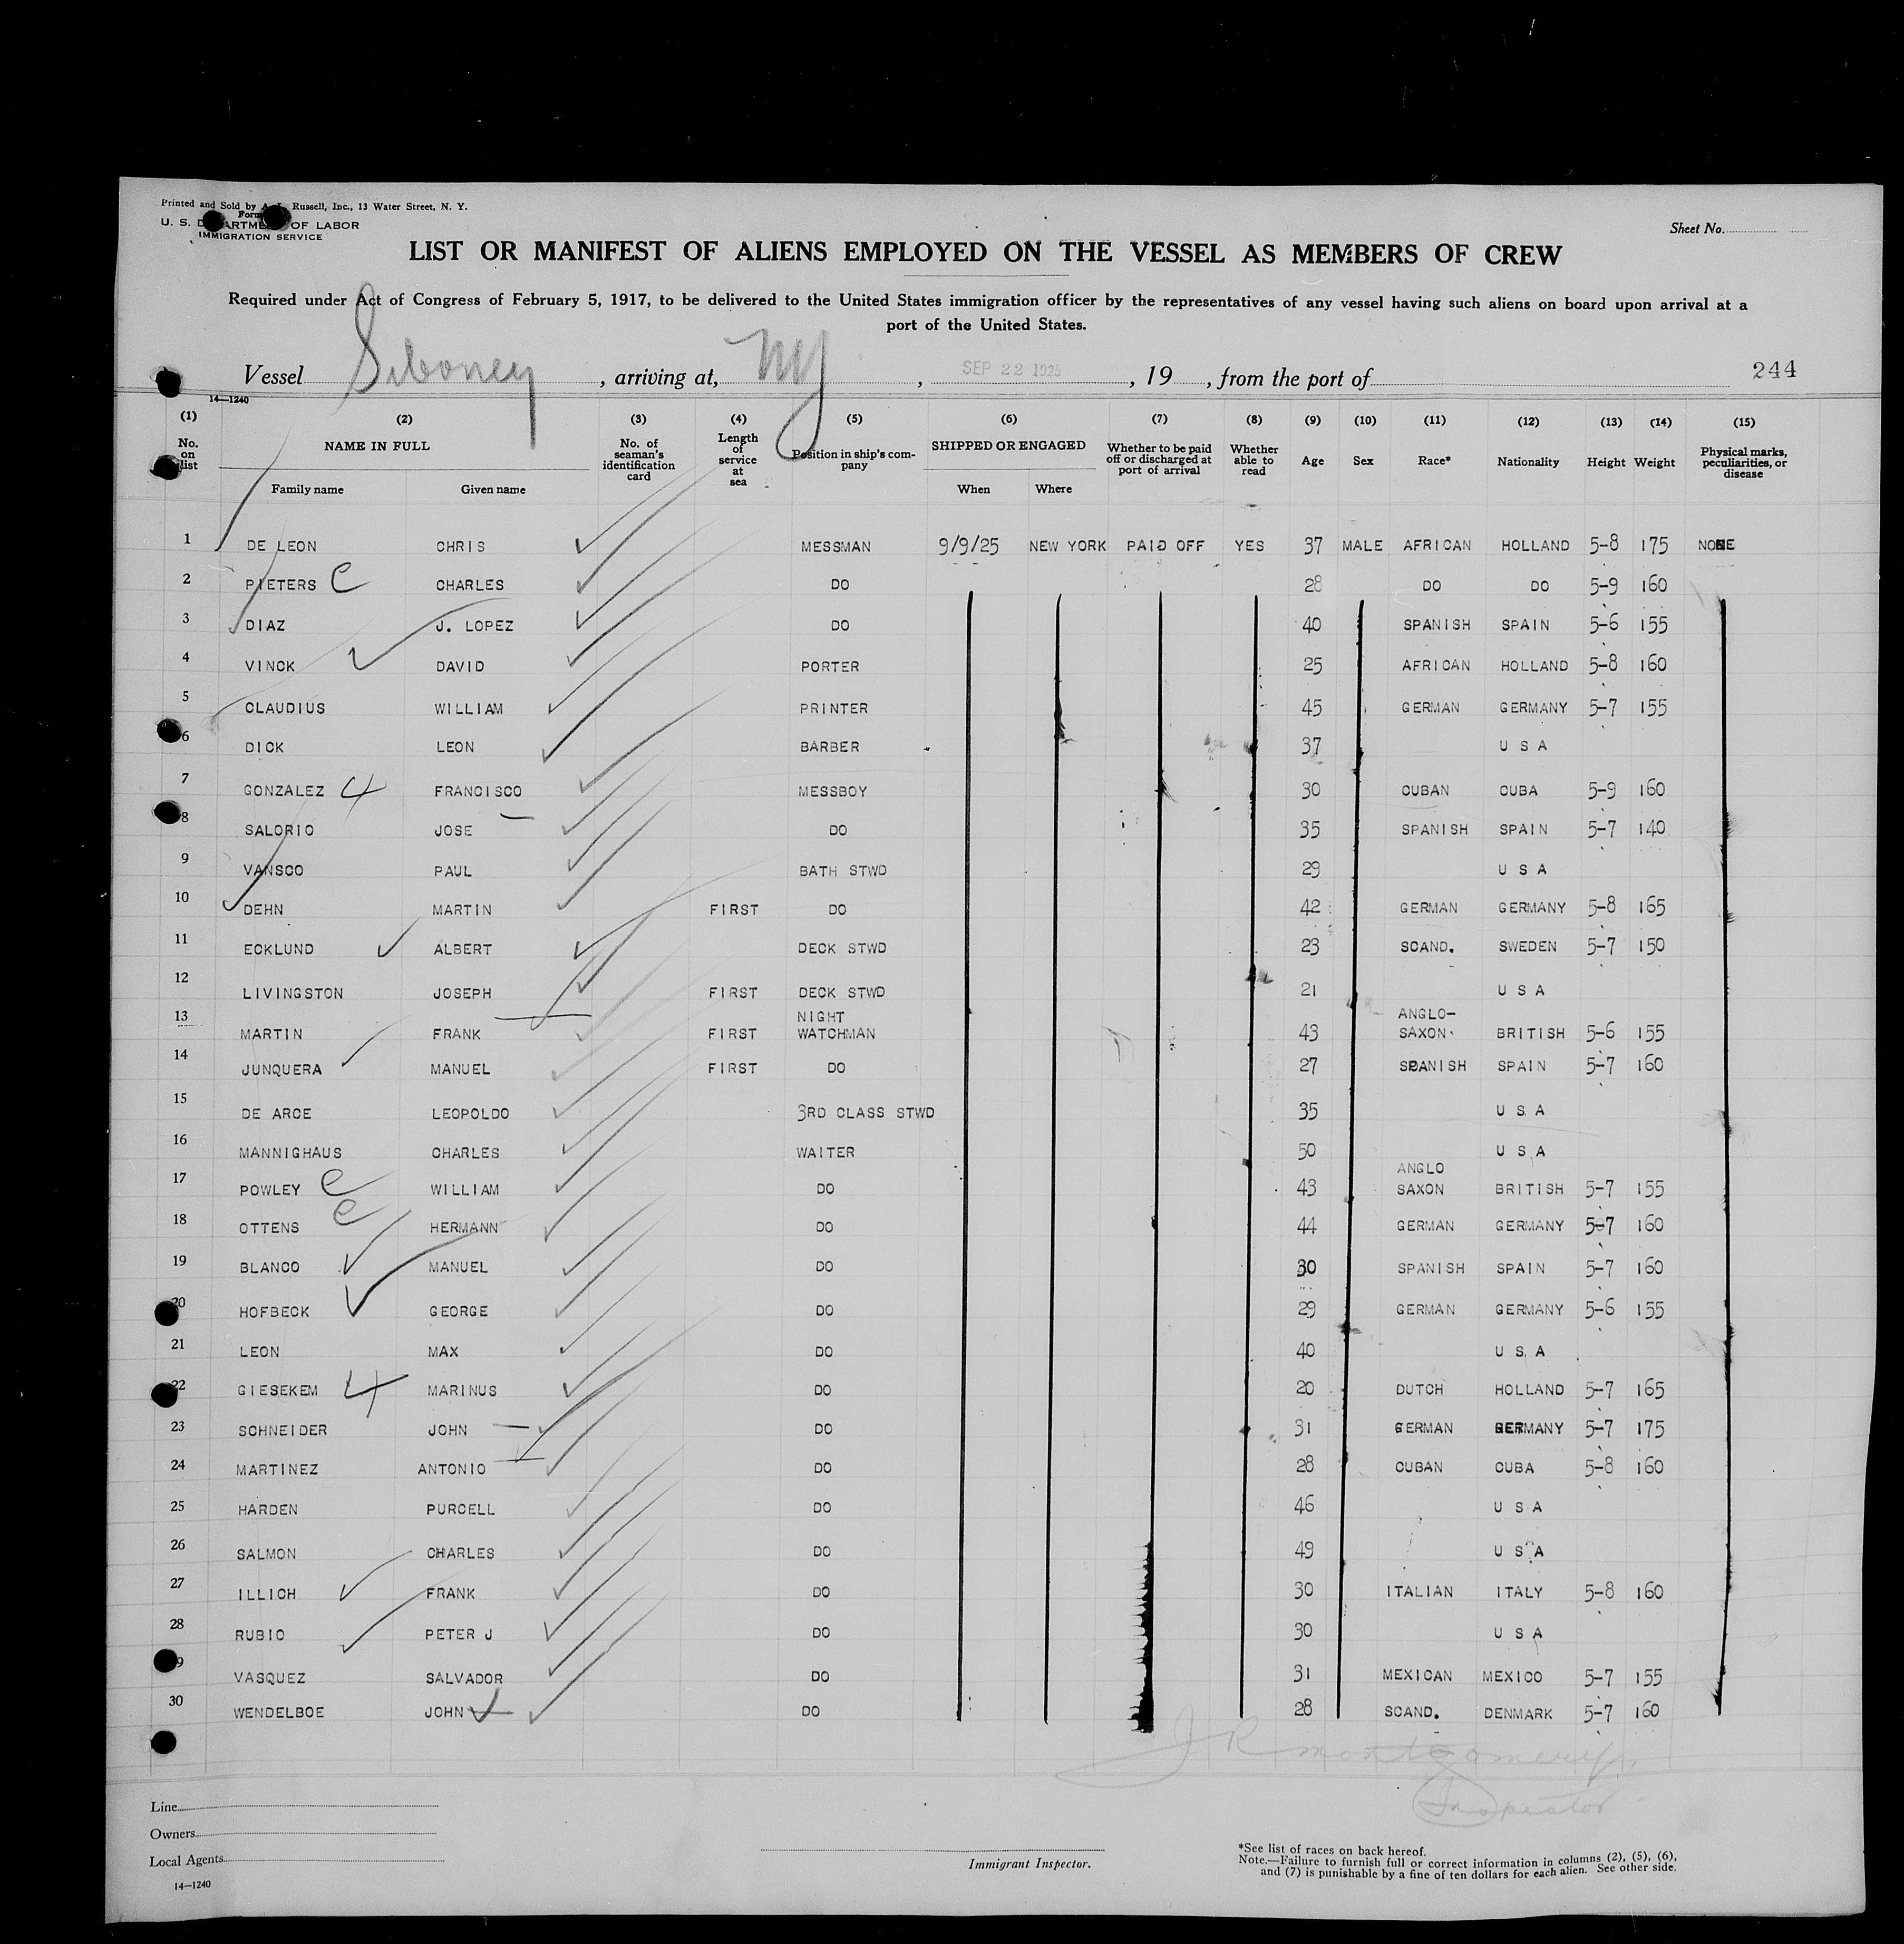 Printed and Sold by A. J. Russell, Inc., 13 Water Street, N. Y.
Form
U. S. DEPARTMENT OF LABOR
IMMIGRATION SERVICE
Sheet No.
LIST OR MANIFEST OF ALIENS EMPLOYED ON THE VESSEL AS MEMBERS OF CREW
Required under Act of Congress of February 5, 1917, to be delivered to the United States immigration officer by the representatives of any vessel having such aliens on board upon arrival at a
port of the United States.
Vessel Siboney, arriving at, NY, SEP 22 1925, 19, from the port of 244
14—1240
(1) (2) (3) (4) (5) (6) (7) (8) (9) (10) (11) (12) (13) (14) (15)
No. on list NAME IN FULL Family name Given name No. of seaman's identification card Length of service at sea Position in ship's company SHIPPED OR ENGAGED When Where Whether to be paid off or discharged at port of arrival Whether able to read Age Sex Race* Nationality Height Weight Physical marks, peculiarities, or disease
1 DE LEON CHRIS MESSMAN 9/9/25 NEW YORK PAID OFF YES 37 MALE AFRICAN HOLLAND 5-8 175 NONE
2 PIETERS C CHARLES DO 28 DO DO 5-9 160
3 DIAZ J. LOPEZ DO 40 SPANISH SPAIN 5-6 155
4 VINCK DAVID PORTER 25 AFRICAN HOLLAND 5-8 160
5 CLAUDIUS WILLIAM PRINTER 45 GERMAN GERMANY 5-7 155
6 DICK LEON BARBER 37 U S A
7 GONZALEZ 4 FRANCISCO MESSBOY 30 CUBAN CUBA 5-9 160
8 SALORIO JOSE DO 35 SPANISH SPAIN 5-7 140
9 VANSCO PAUL BATH STWD 29 U S A
10 DEHN MARTIN FIRST DO 42 GERMAN GERMANY 5-8 165
11 ECKLUND ALBERT DECK STWD 23 SCAND. SWEDEN 5-7 150
12 LIVINGSTON JOSEPH FIRST DECK STWD 21 U S A
13 MARTIN FRANK FIRST NIGHT WATCHMAN 43 ANGLO-SAXON BRITISH 5-6 155
14 JUNQUERA MANUEL FIRST DO 27 SPANISH SPAIN 5-7 160
15 DE ARCE LEOPOLDO 3RD CLASS STWD 35 U S A
16 MANNIGHAUS CHARLES WAITER 50 U S A
17 POWLEY C WILLIAM DO 43 ANGLO SAXON BRITISH 5-7 155
18 OTTENS C HERMANN DO 44 GERMAN GERMANY 5-7 160
19 BLANCO MANUEL DO 30 SPANISH SPAIN 5-7 160
20 HOFBECK GEORGE DO 29 GERMAN GERMANY 5-6 155
21 LEON MAX DO 40 U S A
22 GIESEKEM 4 MARINUS DO 20 DUTCH HOLLAND 5-7 165
23 SCHNEIDER JOHN DO 31 GERMAN GERMANY 5-7 175
24 MARTINEZ ANTONIO DO 28 CUBAN CUBA 5-8 160
25 HARDEN PURCELL DO 46 U S A
26 SALMON CHARLES DO 49 U S A
27 ILLICH FRANK DO 30 ITALIAN ITALY 5-8 160
28 RUBIO PETER J DO 30 U S A
29 VASQUEZ SALVADOR DO 31 MEXICAN MEXICO 5-7 155
30 WENDELBOE JOHN DO 28 SCAND. DENMARK 5-7 160
J R Montgomery,
Inspector
Line
Owners
Local Agents
14—1240
Immigrant Inspector.
*See list of races on back hereof.
Note.—Failure to furnish full or correct information in columns (2), (5), (6),
and (7) is punishable by a fine of ten dollars for each alien. See other side.